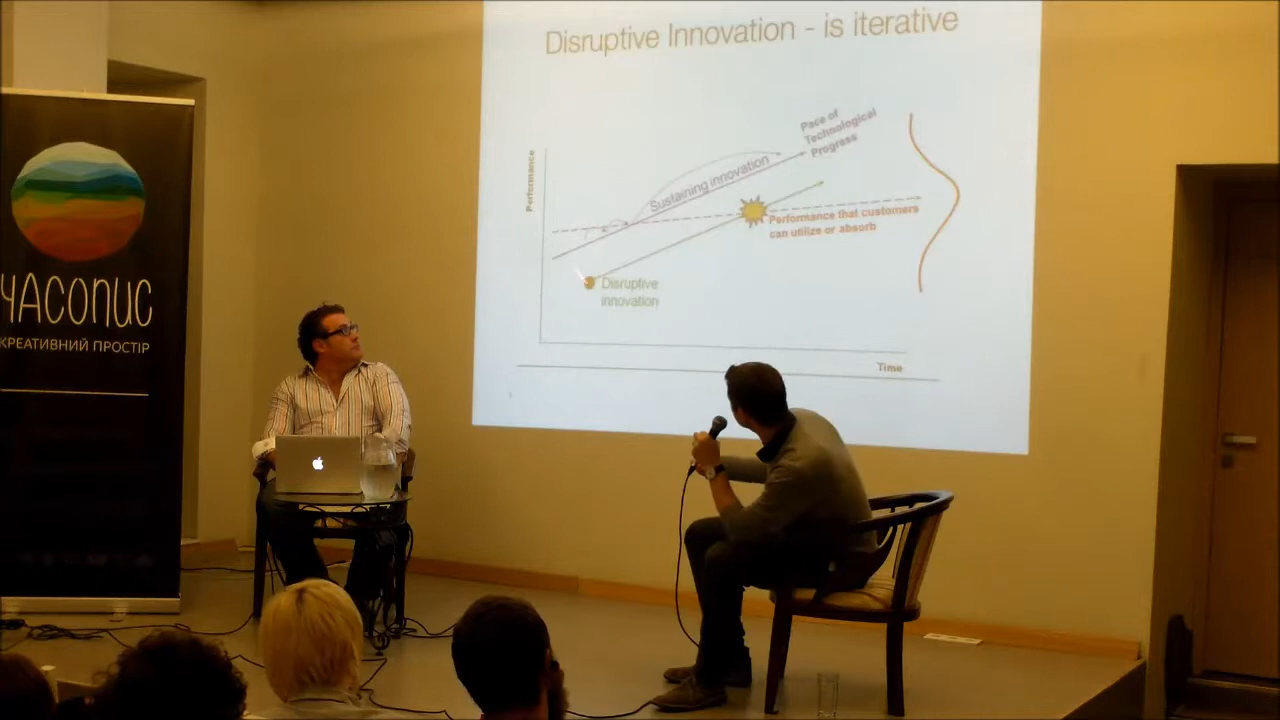 Disruptive Innovation - is iterative
Performance
Sustaining innovation
Pace of
Technological
Progress
Performance that customers
can utilize or absorb
Disruptive
innovation
Time
ЧАСОПИС
КРЕАТИВНИЙ ПРОСТІР